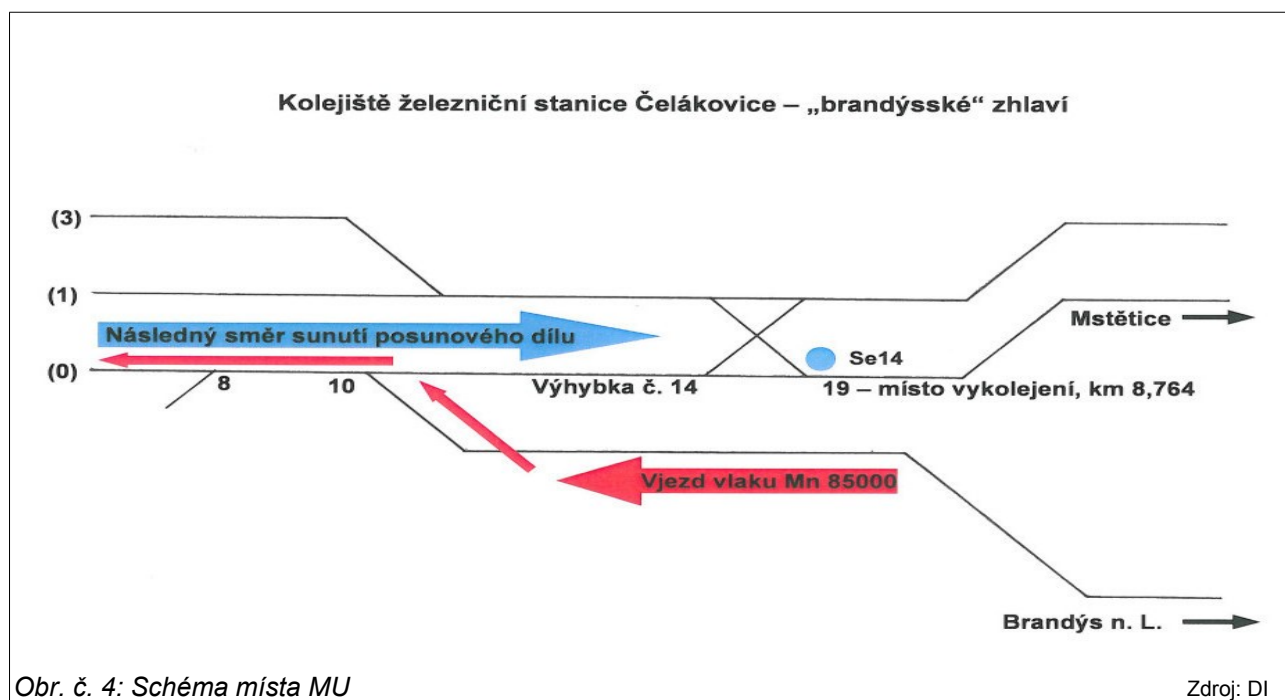 Kolejiště železniční stanice Čelákovice – „brandýsské“ zhlaví
(3)
(1)
Mstětice
Následný směr sunutí posunového dílu
Se14
(0)
8
10
Výhybka č. 14
19 – místo vykolejení, km 8,764
Vjezd vlaku Mn 85000
Brandýs n. L.
Obr. č. 4: Schéma místa MU
Zdroj: DI